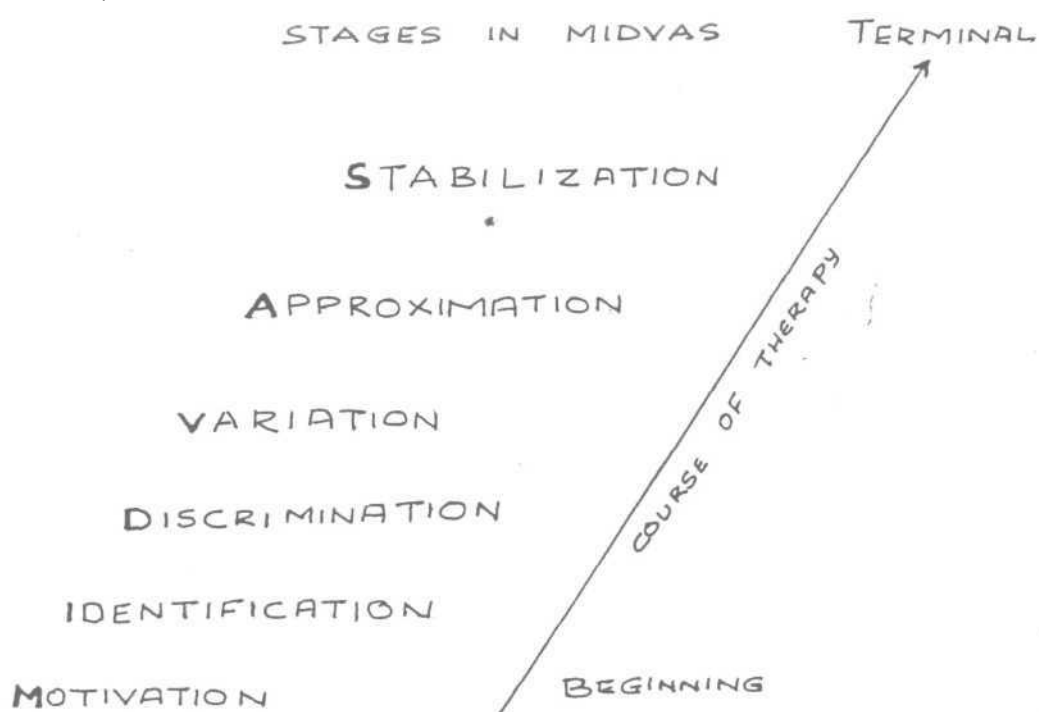 STAGES IN MIDVAS
TERMINAL
STABILIZATION
APPROXIMATION
VARIATION
DISCRIMINATION
IDENTIFICATION
MOTIVATION
COURSE OF THERAPY
BEGINNING